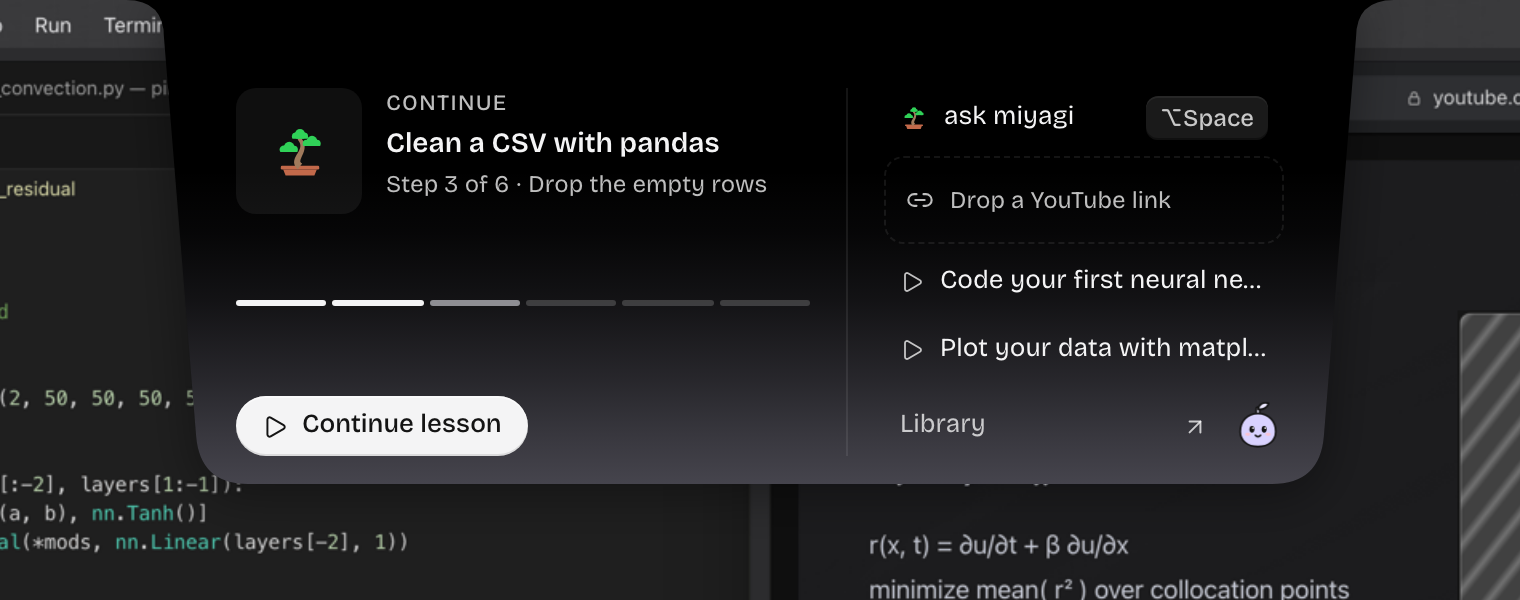 Run
_convection.py —
_residual
(2, 50, 50, 50,
[:-2], layers[1:-1]):
(a, b), nn.Tanh()]
al(*mods, nn.Linear(layers[-2], 1))
CONTINUE
Clean a CSV with pandas
Step 3 of 6 · Drop the empty rows
Continue lesson
ask miyagi
⌥Space
Drop a YouTube link
Code your first neural ne...
Plot your data with matpl...
Library
r(x, t) = ∂u/∂t + β ∂u/∂x
minimize mean( r² ) over collocation points